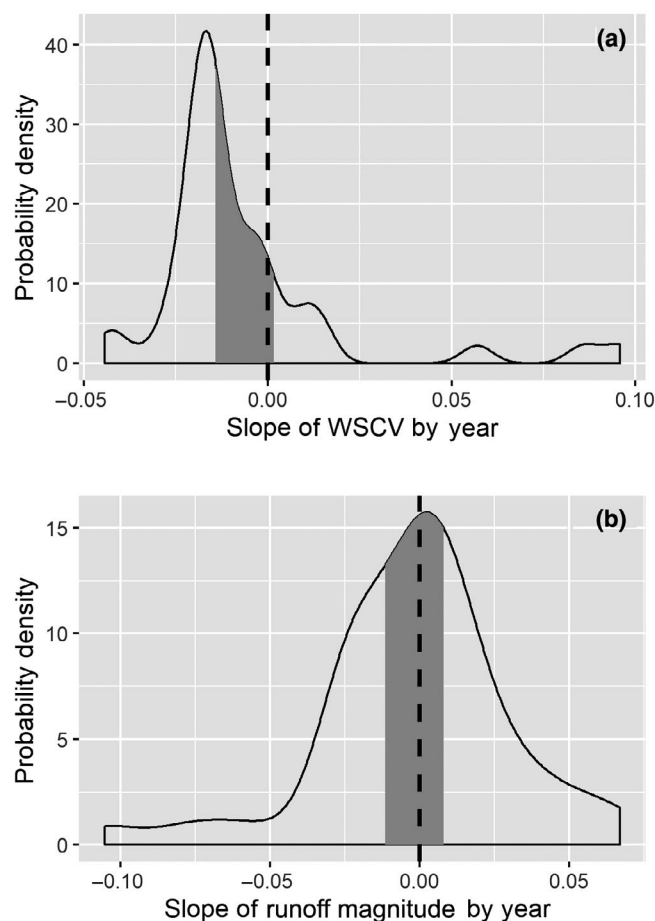 (a)
Probability density
40
30
20
10
0
–0.05
0.00
0.05
0.10
Slope of WSCV by year
(b)
Probability density
15
10
5
0
–0.10
–0.05
0.00
0.05
Slope of runoff magnitude by year